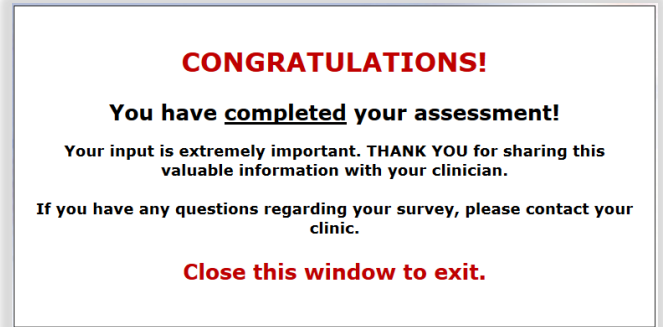 CONGRATULATIONS!
You have completed your assessment!
Your input is extremely important. THANK YOU for sharing this
valuable information with your clinician.
If you have any questions regarding your survey, please contact your
clinic.
Close this window to exit.